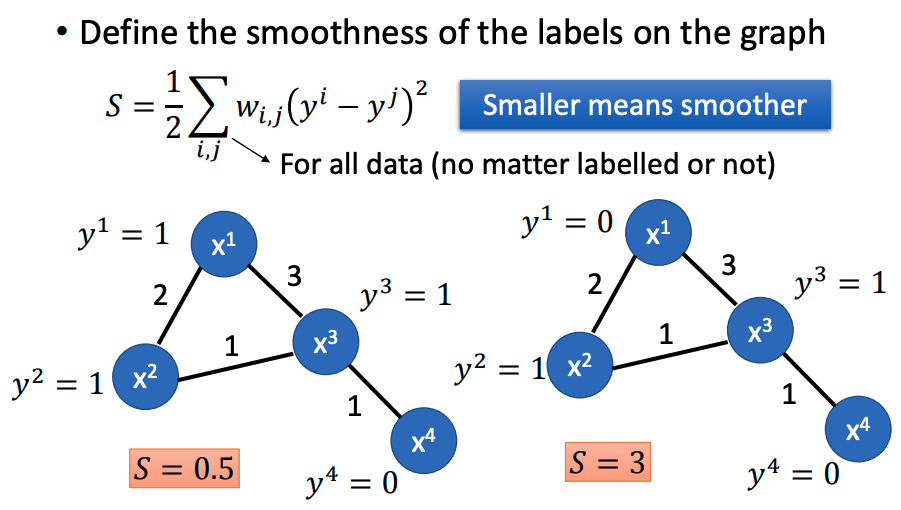 • Define the smoothness of the labels on the graph
S = 1/2 ∑_{i,j} w_{i,j}(y^i − y^j)^2
Smaller means smoother
For all data (no matter labelled or not)
y^1 = 1
x^1
2
3
y^3 = 1
x^3
1
y^2 = 1
x^2
1
x^4
S = 0.5
y^4 = 0
y^1 = 0
x^1
2
3
y^3 = 1
x^3
1
y^2 = 1
x^2
1
x^4
S = 3
y^4 = 0